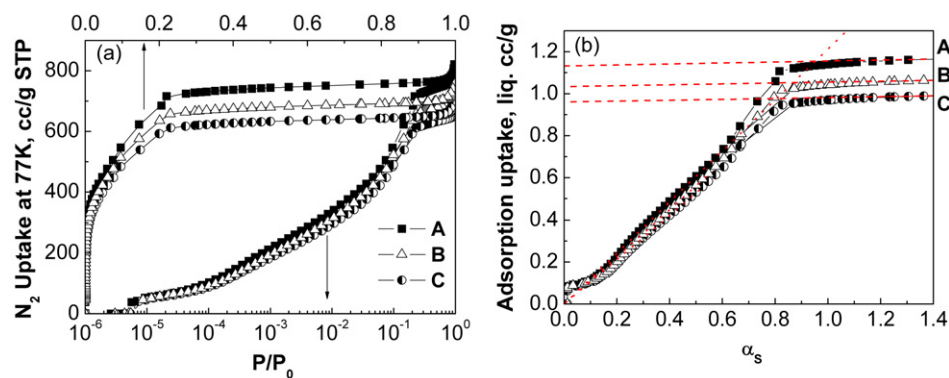 0.0 0.2 0.4 0.6 0.8 1.0
(a)
800
600
400
200
0
N₂ Uptake at 77K, cc/g STP
A
B
C
10⁻⁶ 10⁻⁵ 10⁻⁴ 10⁻³ 10⁻² 10⁻¹ 10⁰
P/P₀
(b)
A
B
C
1.2
1.0
0.8
0.6
0.4
0.2
0.0
Adsorption uptake, liq. cc/g
0.0 0.2 0.4 0.6 0.8 1.0 1.2 1.4
αₛ